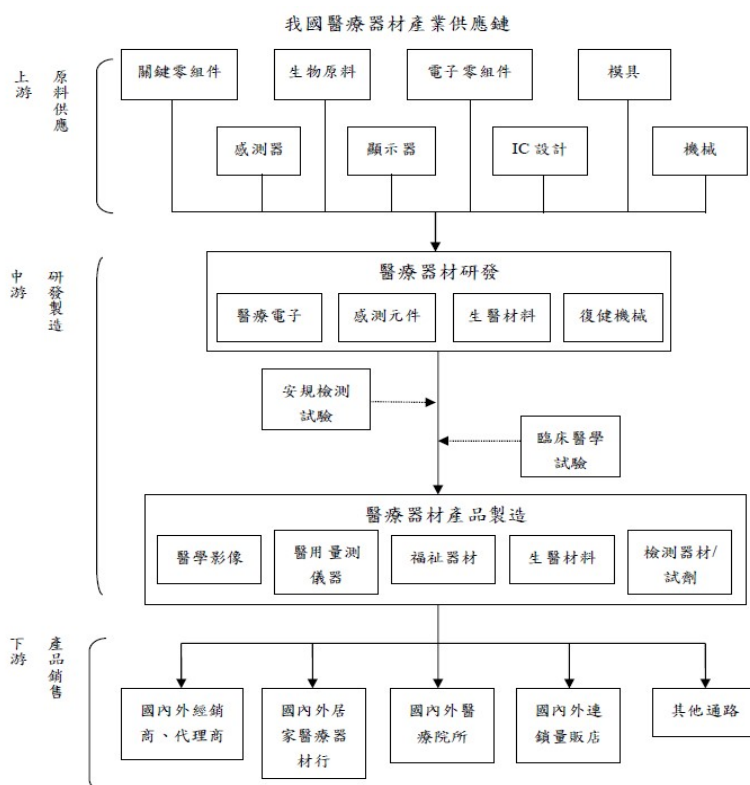 我國醫療器材產業供應鏈
上游
原料供應
關鍵零組件
生物原料
電子零組件
模具
感測器
顯示器
IC 設計
機械
中游
研發製造
醫療器材研發
醫療電子
感測元件
生醫材料
復健機械
安規檢測
試驗
臨床醫學
試驗
醫療器材產品製造
醫學影像
醫用量測
儀器
福祉器材
生醫材料
檢測器材/
試劑
下游
產品銷售
國內外經銷
商、代理商
國內外居
家醫療器
材行
國內外醫
療院所
國內外連
鎖量販店
其他通路